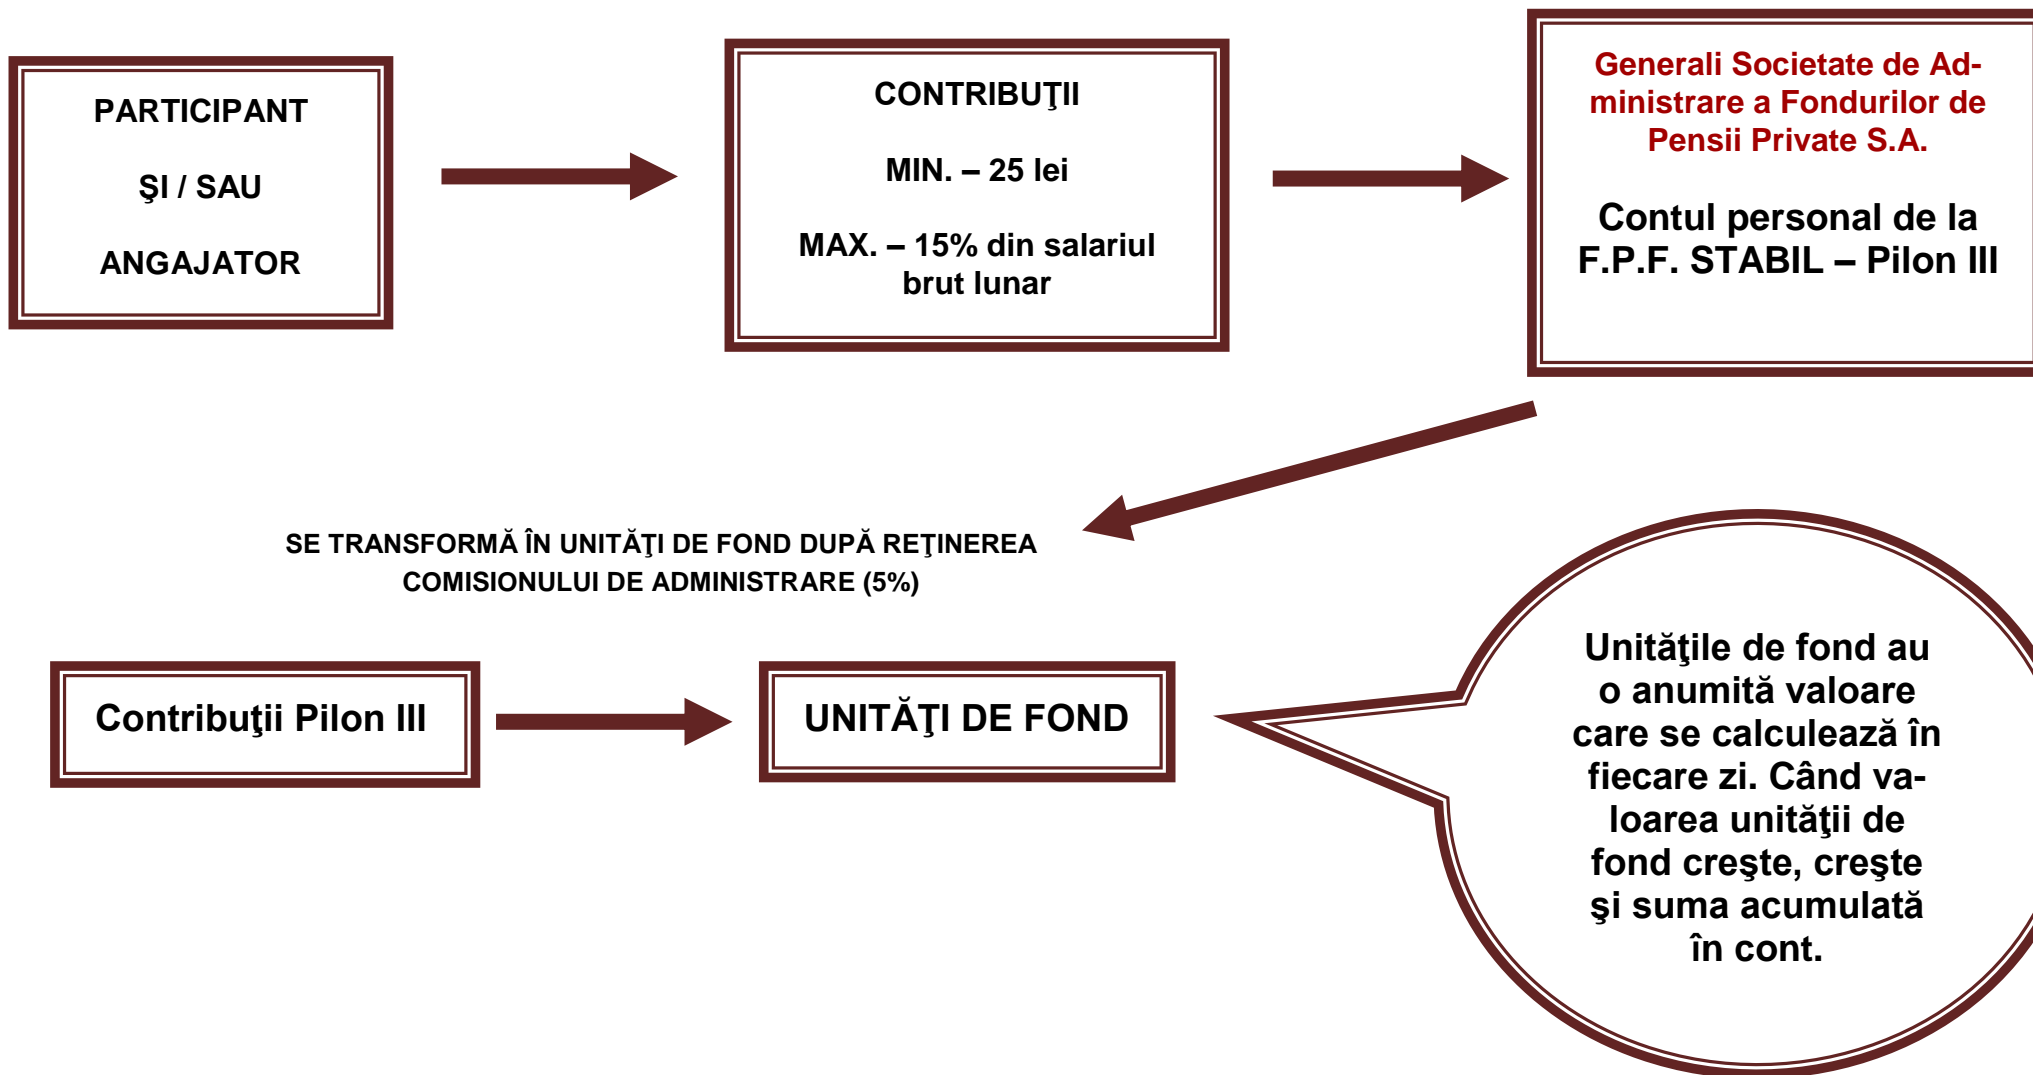 PARTICIPANT
ŞI / SAU
ANGAJATOR
CONTRIBUŢII
MIN. – 25 lei
MAX. – 15% din salariul
brut lunar
Generali Societate de Ad-
ministrare a Fondurilor de
Pensii Private S.A.
Contul personal de la
F.P.F. STABIL – Pilon III
SE TRANSFORMĂ ÎN UNITĂŢI DE FOND DUPĂ REŢINEREA
COMISIONULUI DE ADMINISTRARE (5%)
Contribuţii Pilon III
UNITĂŢI DE FOND
Unităţile de fond au
o anumită valoare
care se calculează în
fiecare zi. Când va-
loarea unităţii de
fond creşte, creşte
şi suma acumulată
în cont.